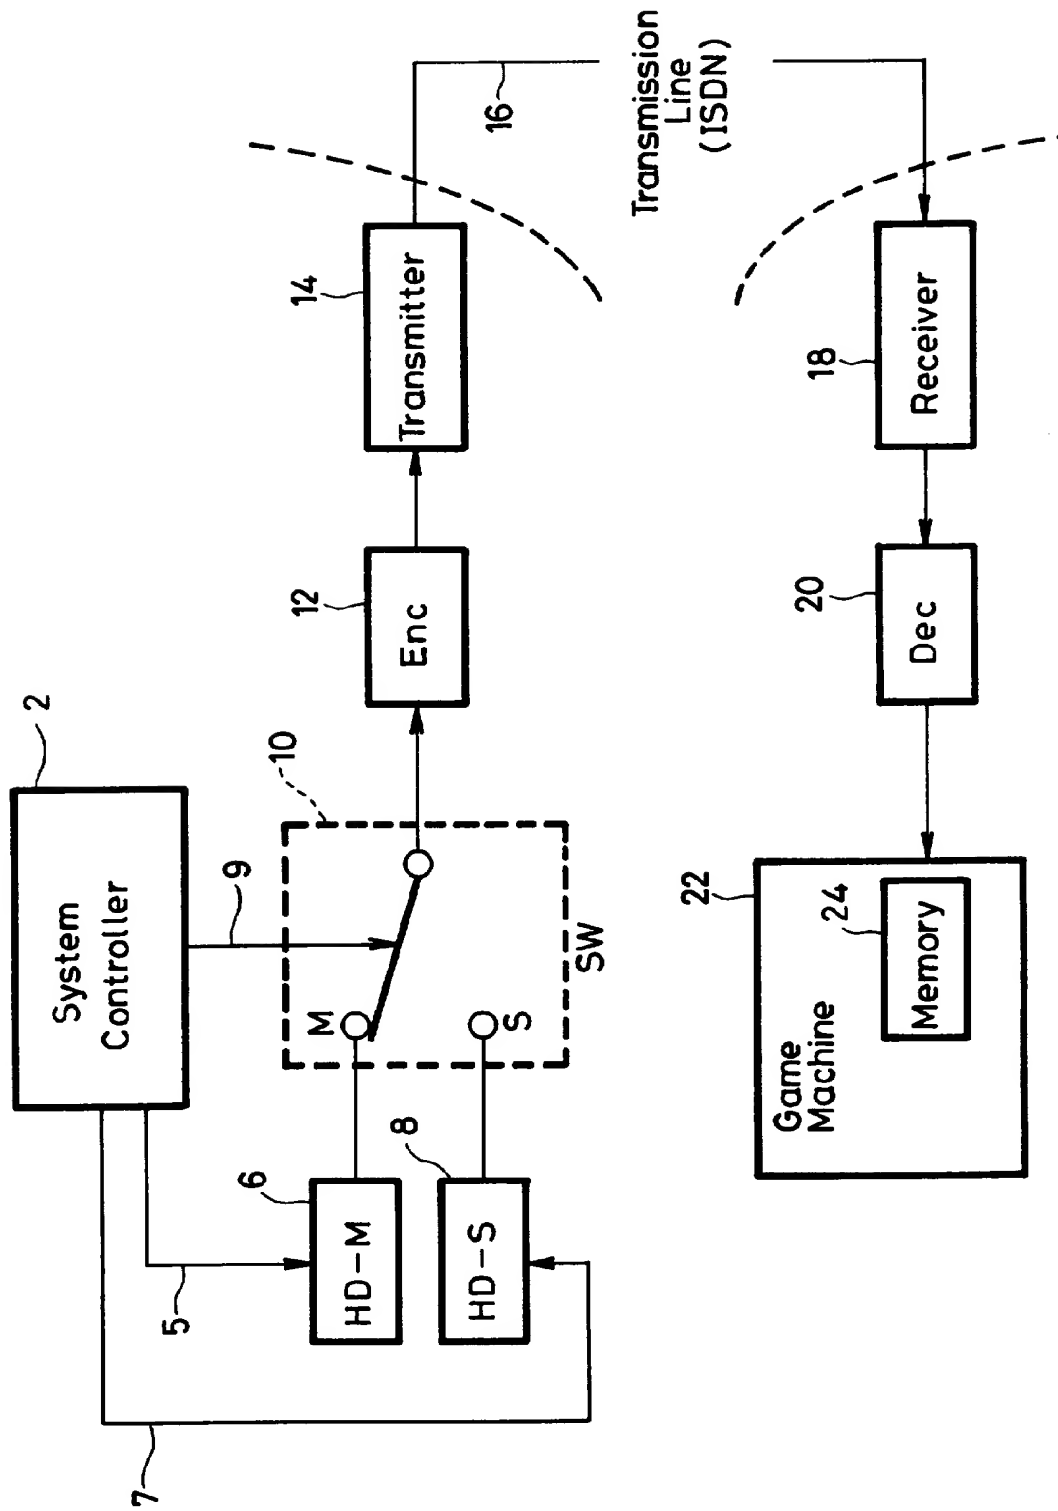 2
System
Controller
9
5
7
6
HD-M
8
HD-S
M
S
10
SW
12
Enc
14
Transmitter
16
Transmission
Line
(ISDN)
18
Receiver
20
Dec
22
Game
Machine
24
Memory